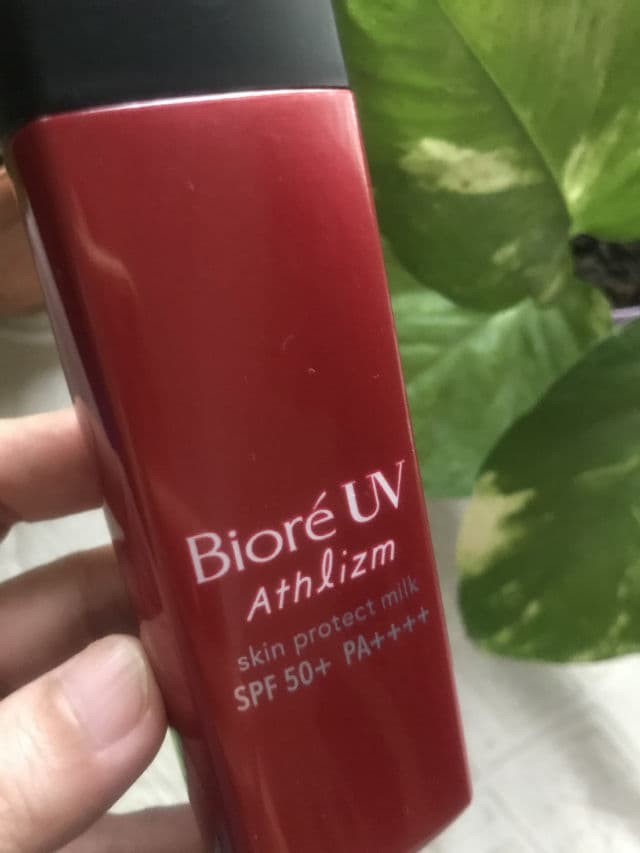 Bioré UV
Athlizm
skin protect milk
SPF 50+ PA++++